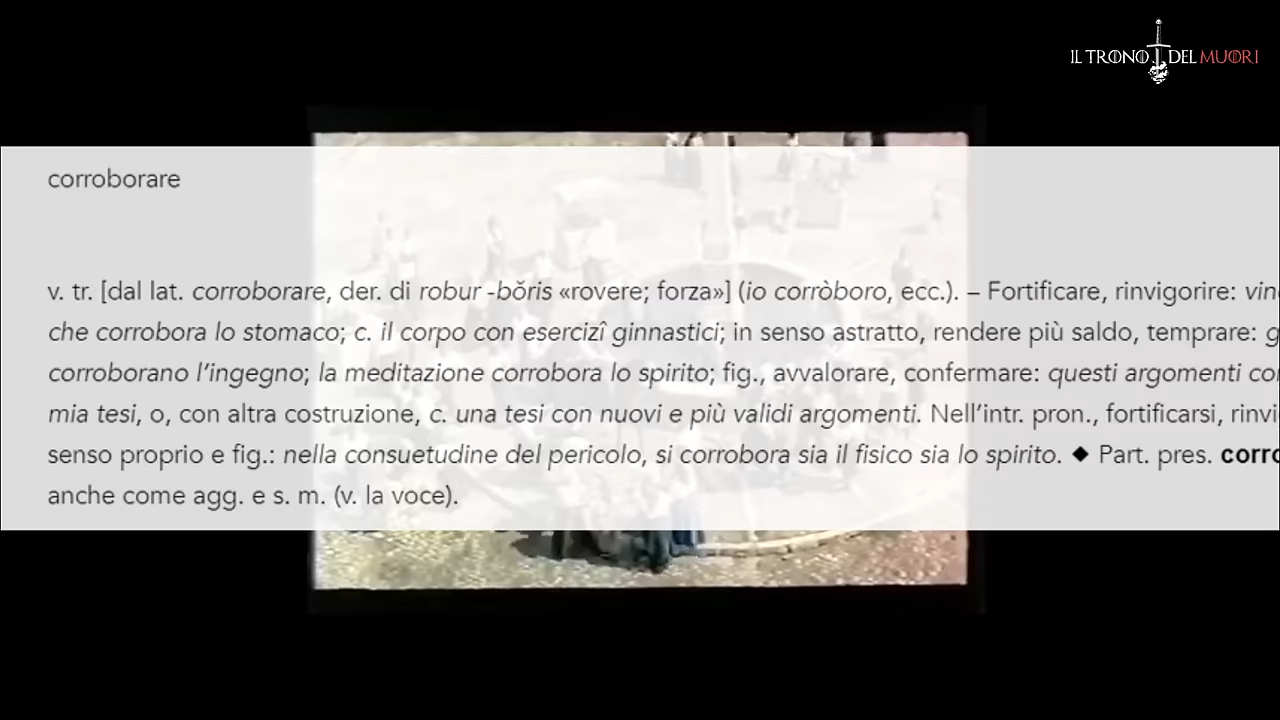 IL TRONO DEL MUORI
corroborare
v. tr. [dal lat. corroborare, der. di robur -bŏris «rovere; forza»] (io corròboro, ecc.). – Fortificare, rinvigorire:
che corrobora lo stomaco; c. il corpo con esercizî ginnastici; in senso astratto, rendere più saldo, temprare:
corroborano l’ingegno; la meditazione corrobora lo spirito; fig., avvalorare, confermare: questi argomenti
mia tesi, o, con altra costruzione, c. una tesi con nuovi e più validi argomenti. Nell’intr. pron., fortificarsi,
senso proprio e fig.: nella consuetudine del pericolo, si corrobora sia il fisico sia lo spirito. ◆ Part. pres.
anche come agg. e s. m. (v. la voce).